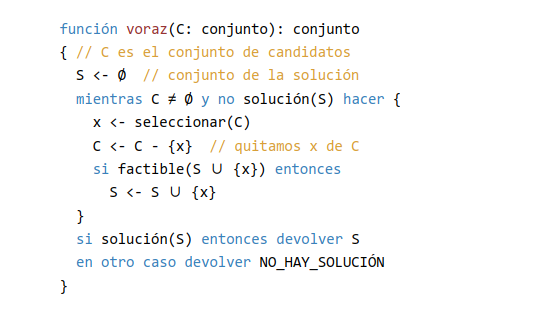 función voraz(C: conjunto): conjunto
{ // C es el conjunto de candidatos
  S <- Ø  // conjunto de la solución
  mientras C ≠ Ø y no solución(S) hacer {
    x <- seleccionar(C)
    C <- C - {x}  // quitamos x de C
    si factible(S ∪ {x}) entonces
      S <- S ∪ {x}
  }
  si solución(S) entonces devolver S
  en otro caso devolver NO_HAY_SOLUCIÓN
}